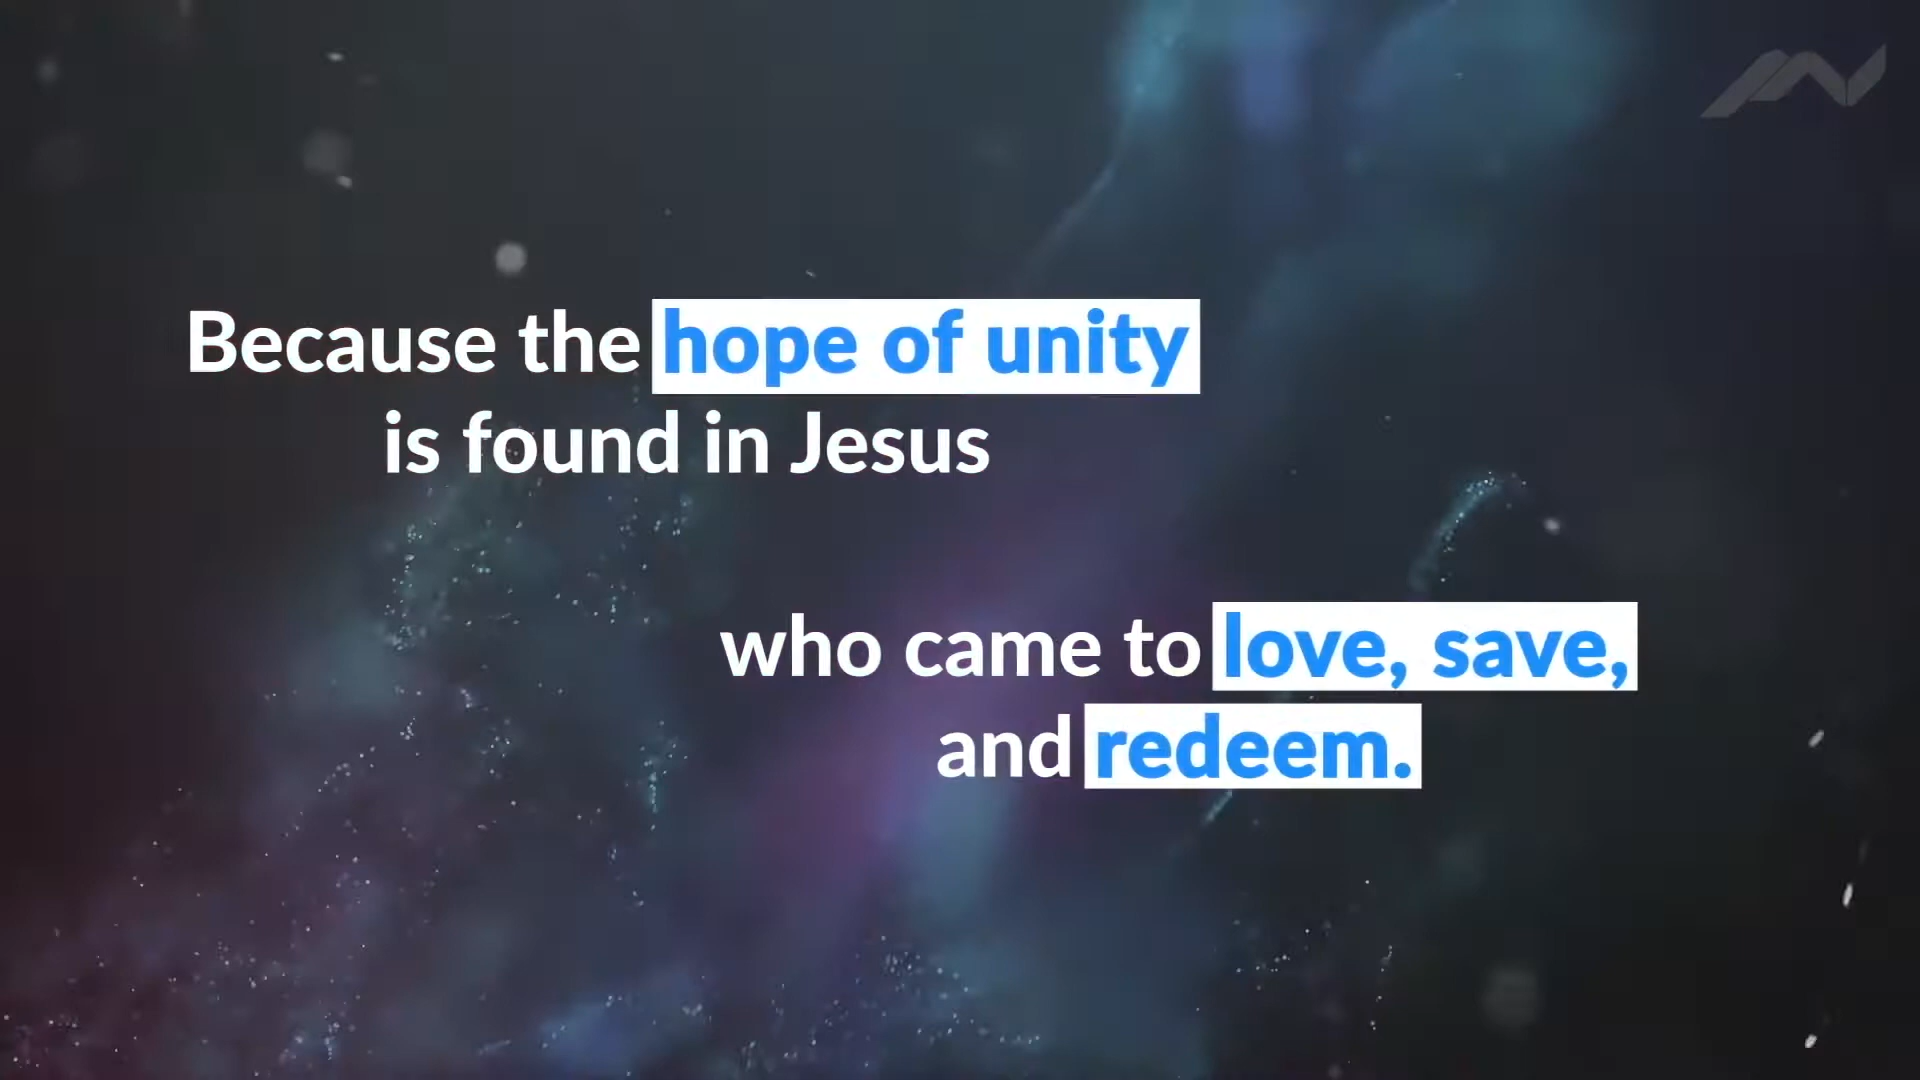 Because the hope of unity
is found in Jesus
who came to love, save,
and redeem.